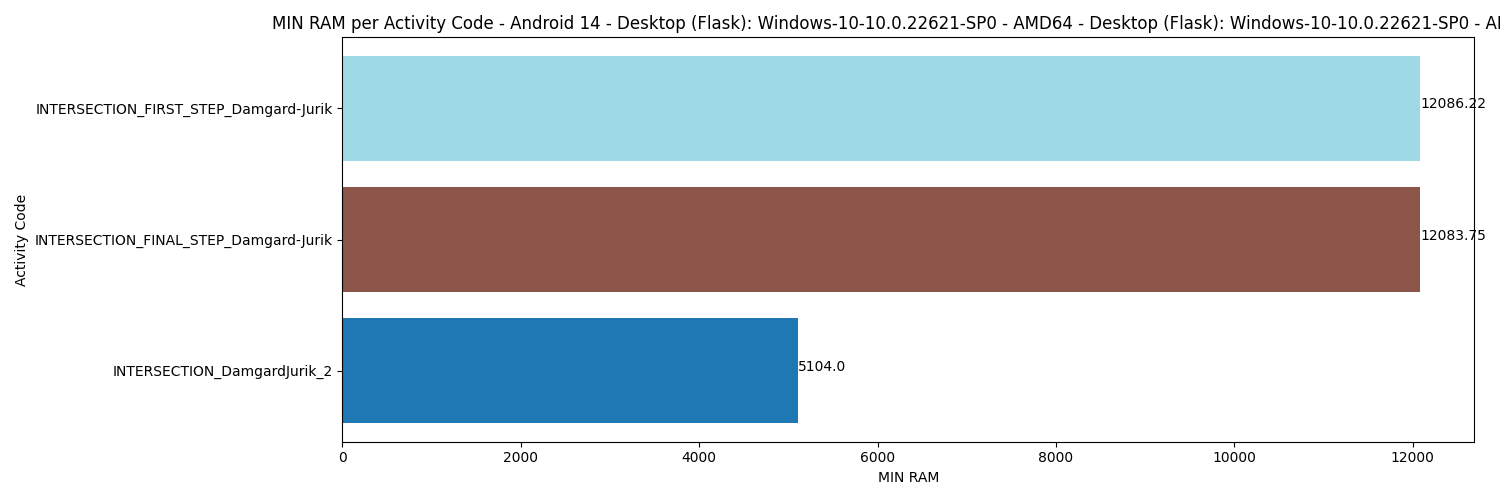 MIN RAM per Activity Code - Android 14 - Desktop (Flask): Windows-10-10.0.22621-SP0 - AMD64 - Desktop (Flask): Windows-10-10.0.22621-SP0 -
INTERSECTION_FIRST_STEP_Damgard-Jurik
12086.22
INTERSECTION_FINAL_STEP_Damgard-Jurik
12083.75
INTERSECTION_DamgardJurik_2
5104.0
Activity Code
0 2000 4000 6000 8000 10000 12000
MIN RAM